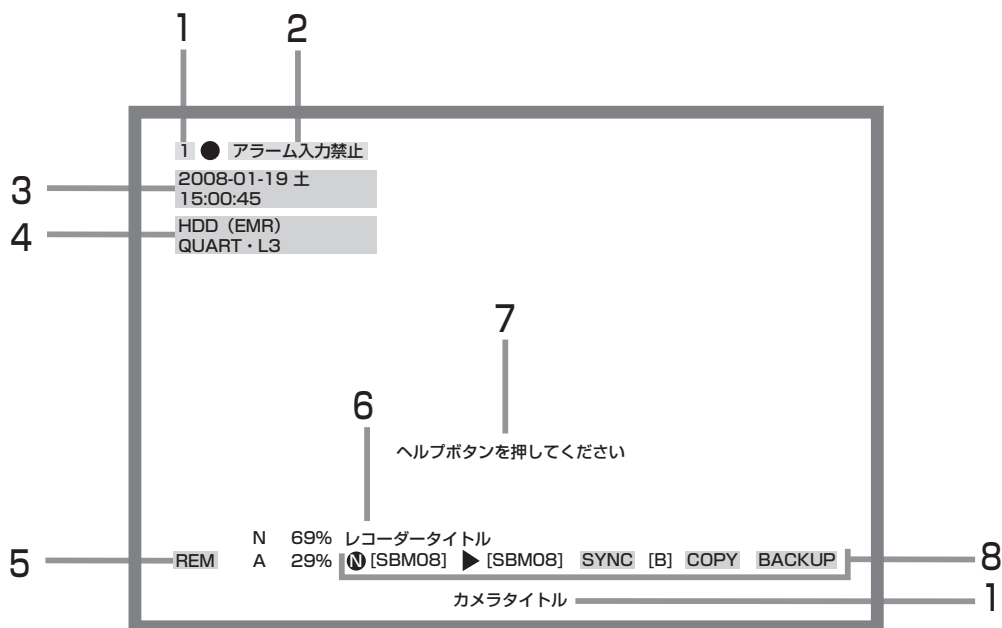 1 2
1 ● アラーム入力禁止
3
2008-01-19 土
15:00:45
4
HDD（EMR）
QUART・L3
7
6
ヘルプボタンを押してください
N 69% レコーダータイトル
5 REM A 29% N [SBM08] ▶ [SBM08] SYNC [B] COPY BACKUP 8
カメラタイトル 1